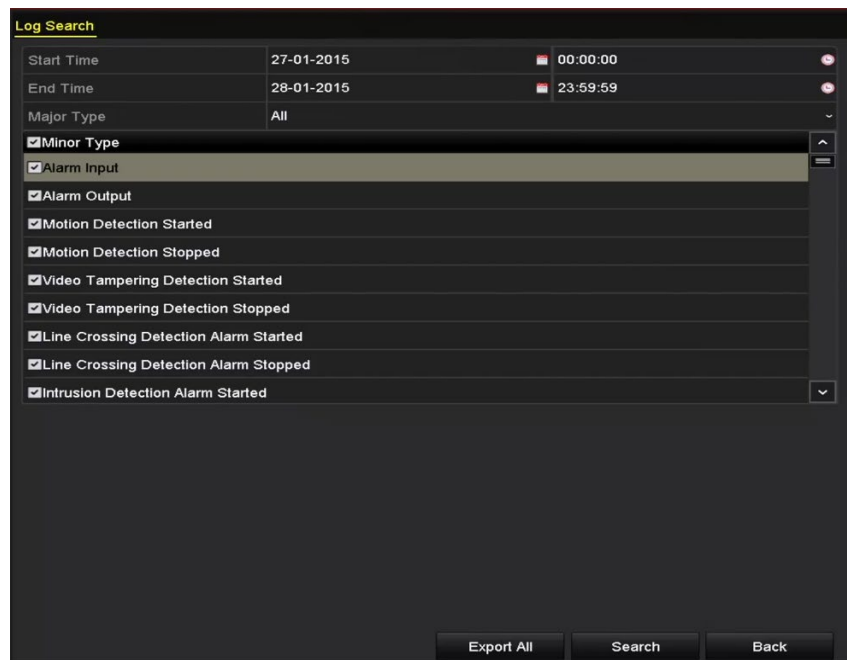 Log Search
Start Time 27-01-2015 00:00:00
End Time 28-01-2015 23:59:59
Major Type All
Minor Type
Alarm Input
Alarm Output
Motion Detection Started
Motion Detection Stopped
Video Tampering Detection Started
Video Tampering Detection Stopped
Line Crossing Detection Alarm Started
Line Crossing Detection Alarm Stopped
Intrusion Detection Alarm Started
Export All Search Back